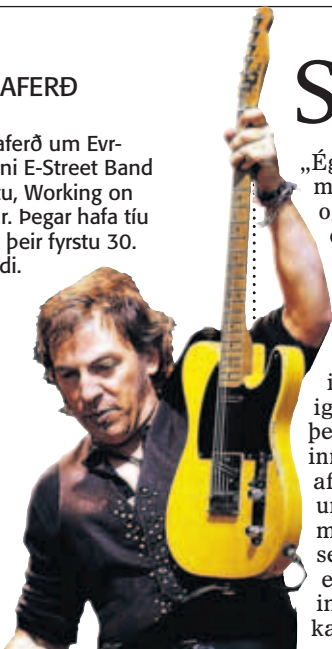 AFERÐ
aferð um Evr-
ni E-Street Band
tu, Working on
r. Þegar hafa tíu
þeir fyrstu 30.
di.
S
„Ég
m
o
i
ig
þe
inn
af
un
m
se
e
in
ka